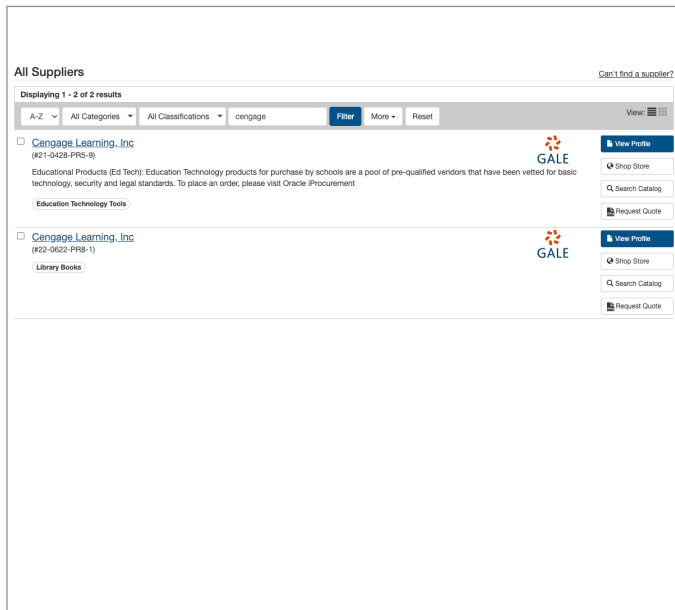 All Suppliers
Can't find a supplier?
Displaying 1 - 2 of 2 results
A-Z All Categories All Classifications cengage Filter More Reset View:
Cengage Learning, Inc
(#21-0428-PR5-9)
Educational Products (Ed Tech): Education Technology products for purchase by schools are a pool of pre-qualified vendors that have been vetted for basic
technology, security and legal standards. To place an order, please visit Oracle iProcurement
Education Technology Tools
GALE
View Profile
Shop Store
Search Catalog
Request Quote
Cengage Learning, Inc
(#22-0622-PR8-1)
Library Books
GALE
View Profile
Shop Store
Search Catalog
Request Quote